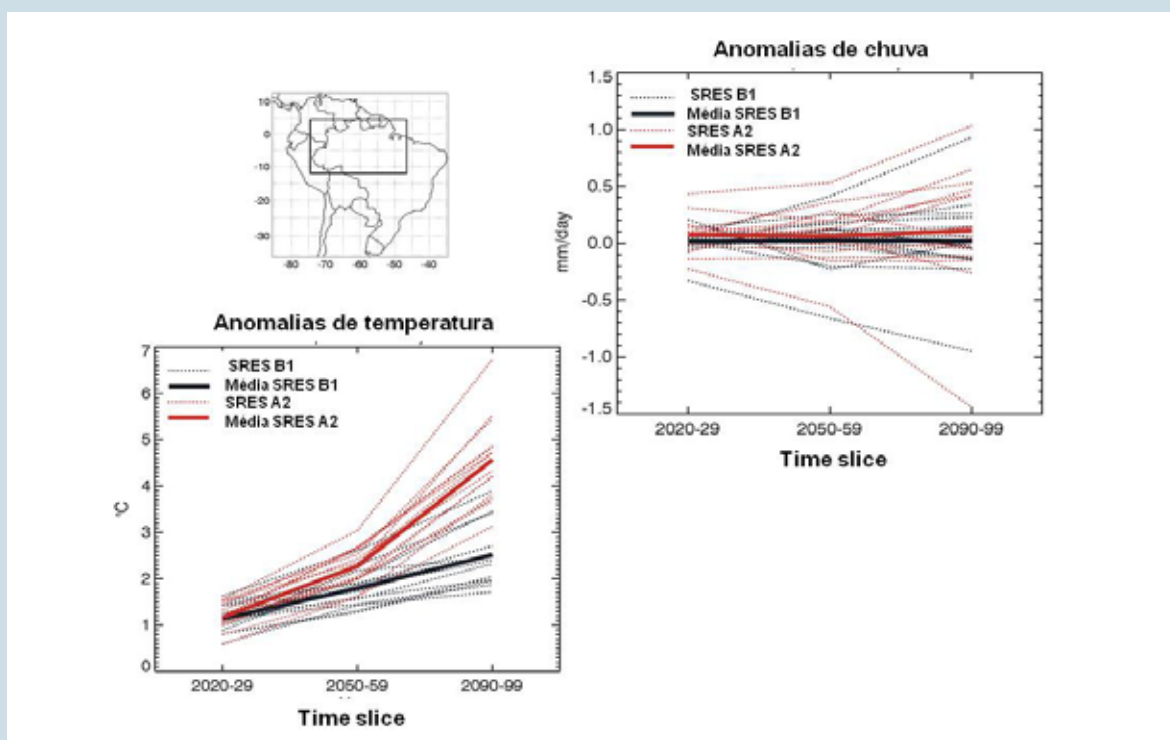 Anomalias de chuva
1.5
1.0
0.5
0.0
-0.5
-1.0
-1.5
mm/day
SRES B1
Média SRES B1
SRES A2
Média SRES A2
2020-29 2050-59 2090-99
Time slice
10
0
-10
-20
-30
-80 -70 -60 -50 -40
Anomalias de temperatura
7
6
5
4
3
2
1
0
°C
SRES B1
Média SRES B1
SRES A2
Média SRES A2
2020-29 2050-59 2090-99
Time slice